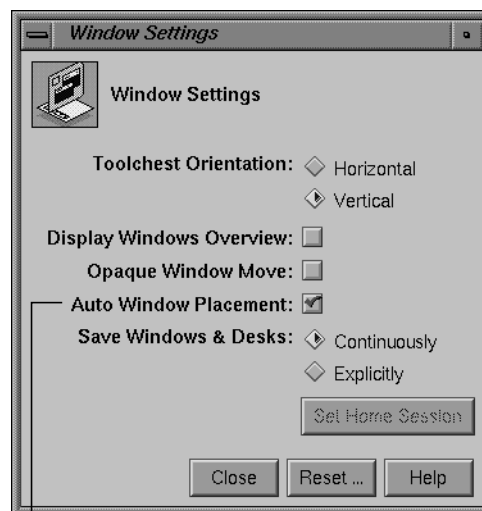 Window Settings
Window Settings
Toolchest Orientation: Horizontal
Vertical
Display Windows Overview:
Opaque Window Move:
Auto Window Placement:
Save Windows & Desks: Continuously
Explicitly
Set Home Session
Close Reset ... Help